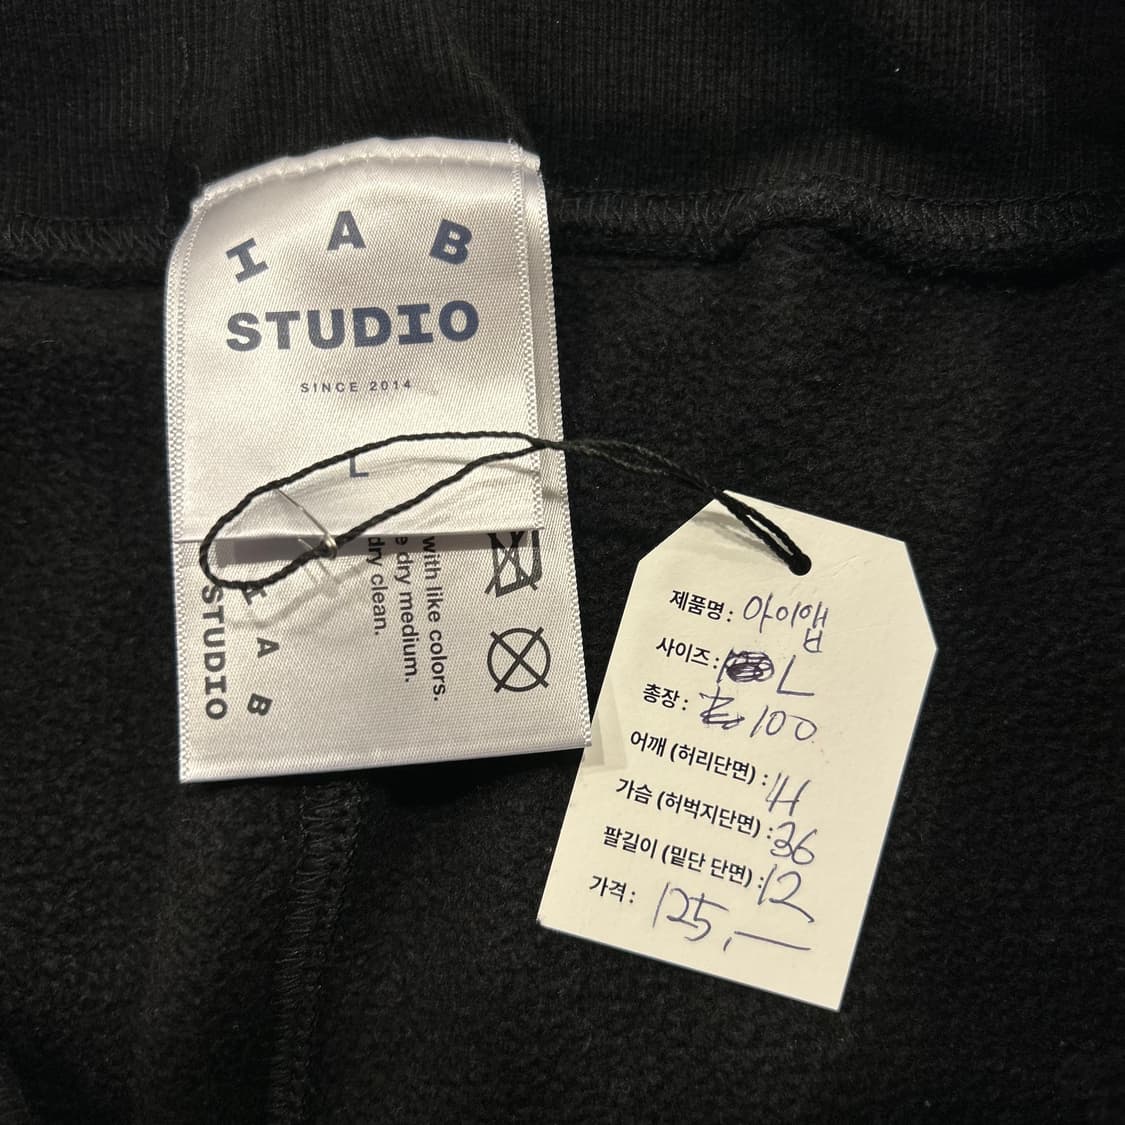 I A B
STUDIO
SINCE 2014
L
with like colors.
dry medium.
dry clean.
I A B
STUDIO
제품명: 아이앱
사이즈: L
총장: 100
어깨 (허리단면) :
가슴 (허벅지단면) : 36
팔길이 (밑단 단면) : 12
가격: 125,—